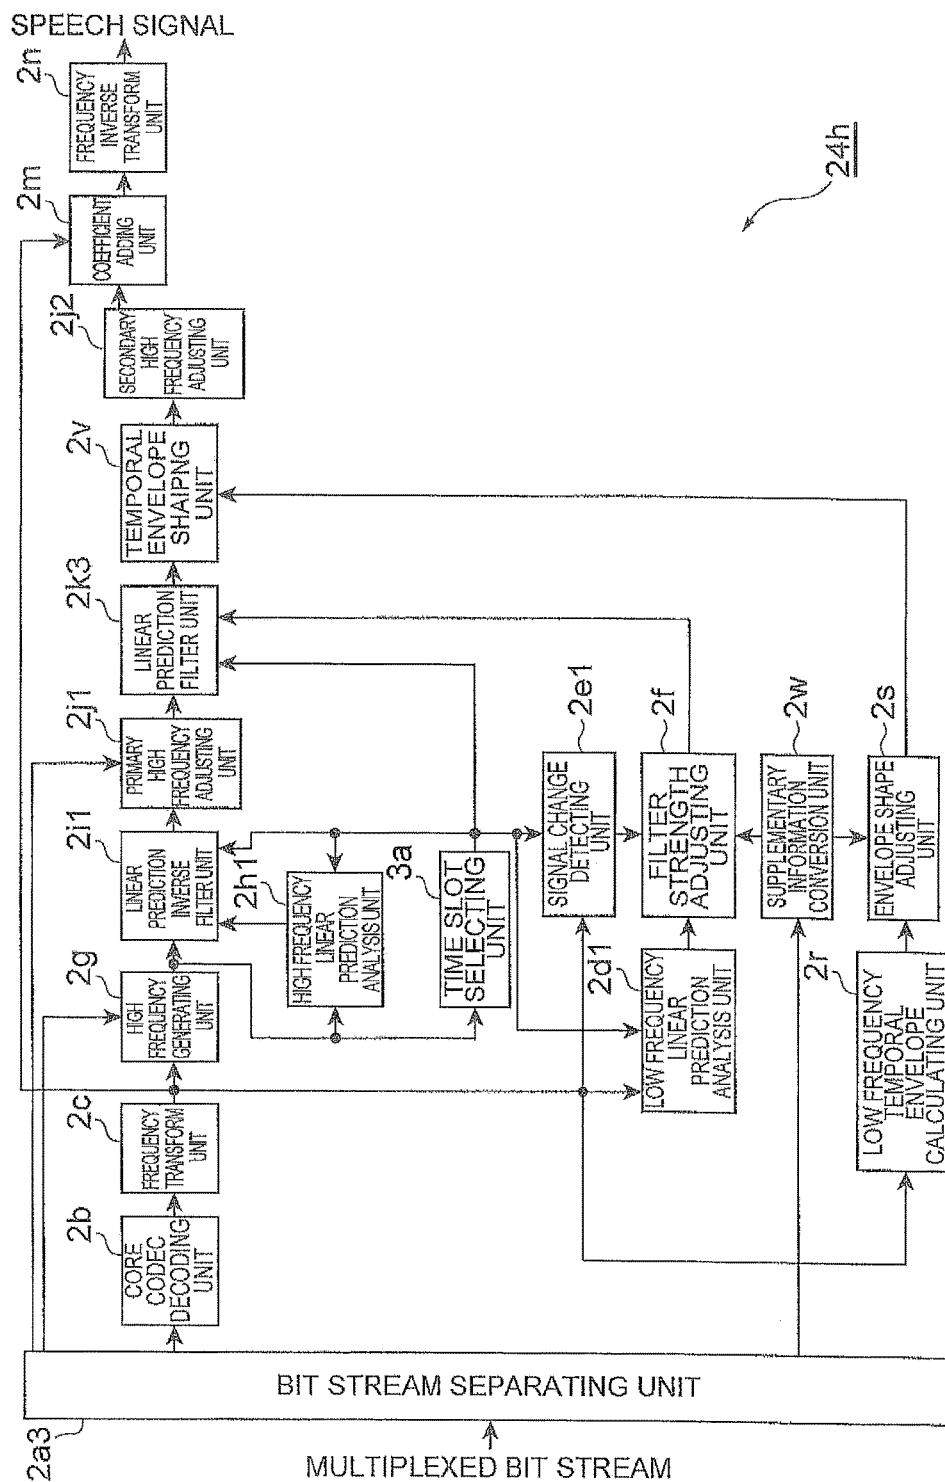 SPEECH SIGNAL
2n
FREQUENCY
INVERSE
TRANSFORM
UNIT
2m
COEFFICIENT
ADDING
UNIT
2j2
SECONDARY
HIGH
FREQUENCY
ADJUSTING
UNIT
2v
TEMPORAL
ENVELOPE
SHAIPNG
UNIT
2k3
LINEAR
PREDICTION
FILTER UNIT
2j1
PRIMARY
HIGH
FREQUENCY
ADJUSTING
UNIT
2i1
LINEAR
PREDICTION
INVERSE
FILTER UNIT
2h1
HIGH FREQUENCY
LINEAR
PREDICTION
ANALYSIS UNIT
2g
HIGH
FREQUENCY
GENERATING
UNIT
3a
TIME SLOT
SELECTING
UNIT
2c
FREQUENCY
TRANSFORM
UNIT
2b
CORE
CODEC
DECODING
UNIT
24h
2e1
SIGNAL CHANGE
DETECTING
UNIT
2f
FILTER
STRENGTH
ADJUSTING
UNIT
2d1
LOW FREQUENCY
LINEAR
PREDICTION
ANALYSIS UNIT
2w
SUPPLEMENTARY
INFORMATION
CONVERSION UNIT
2s
ENVELOPE SHAPE
ADJUSTING
UNIT
2r
LOW FREQUENCY
TEMPORAL
ENVELOPE
CALCULATING UNIT
BIT STREAM SEPARATING UNIT
2a3
MULTIPLEXED BIT STREAM